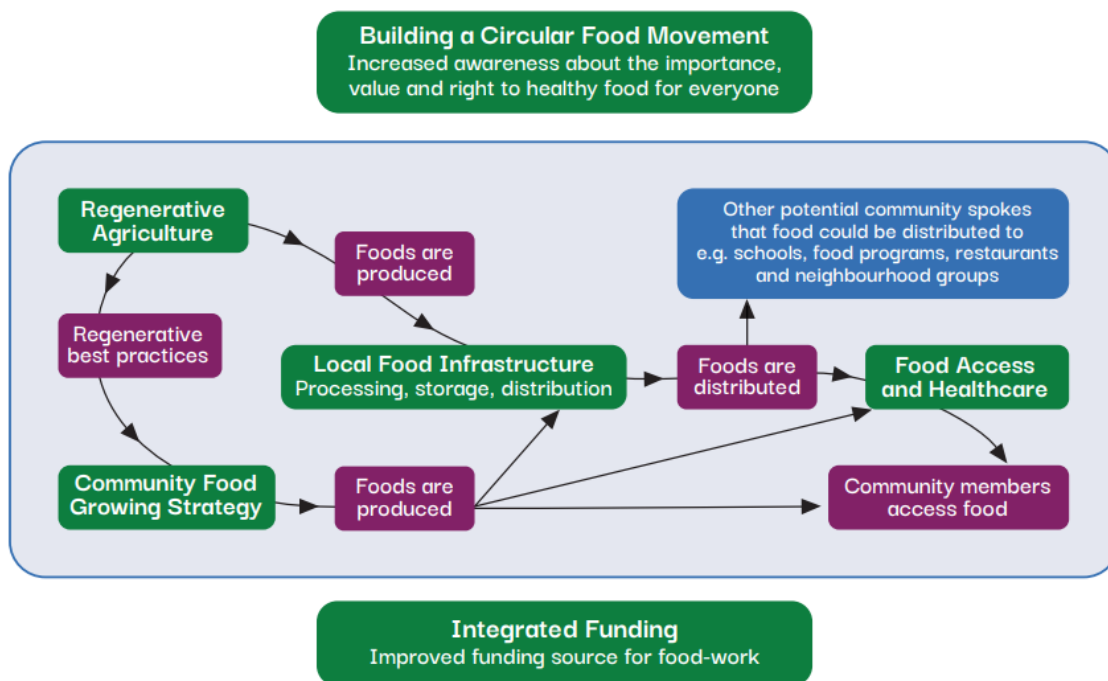 Building a Circular Food Movement
Increased awareness about the importance,
value and right to healthy food for everyone
Regenerative
Agriculture
Foods are
produced
Other potential community spokes
that food could be distributed to
e.g. schools, food programs, restaurants
and neighbourhood groups
Regenerative
best practices
Local Food Infrastructure
Processing, storage, distribution
Foods are
distributed
Food Access
and Healthcare
Community Food
Growing Strategy
Foods are
produced
Community members
access food
Integrated Funding
Improved funding source for food-work